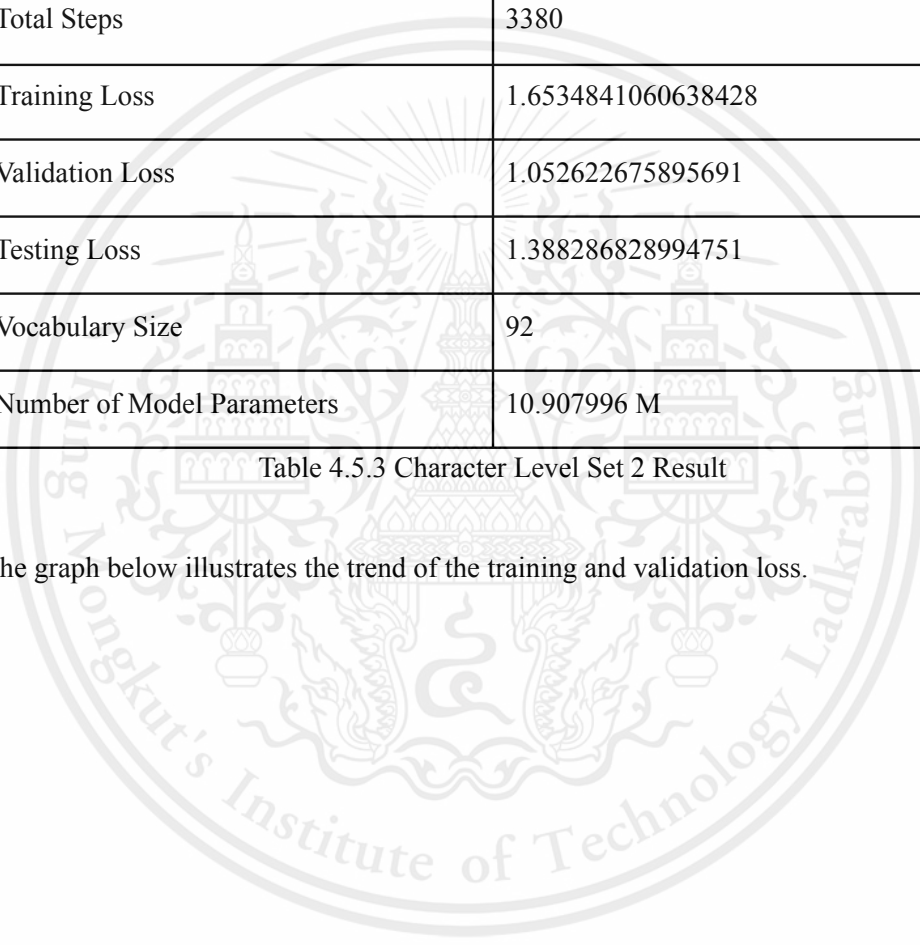 Total Steps 3380
Training Loss 1.6534841060638428
Validation Loss 1.052622675895691
Testing Loss 1.388286828994751
Vocabulary Size 92
Number of Model Parameters 10.907996 M
Table 4.5.3 Character Level Set 2 Result
he graph below illustrates the trend of the training and validation loss.
King Mongkut's Institute of Technology Ladkrabang